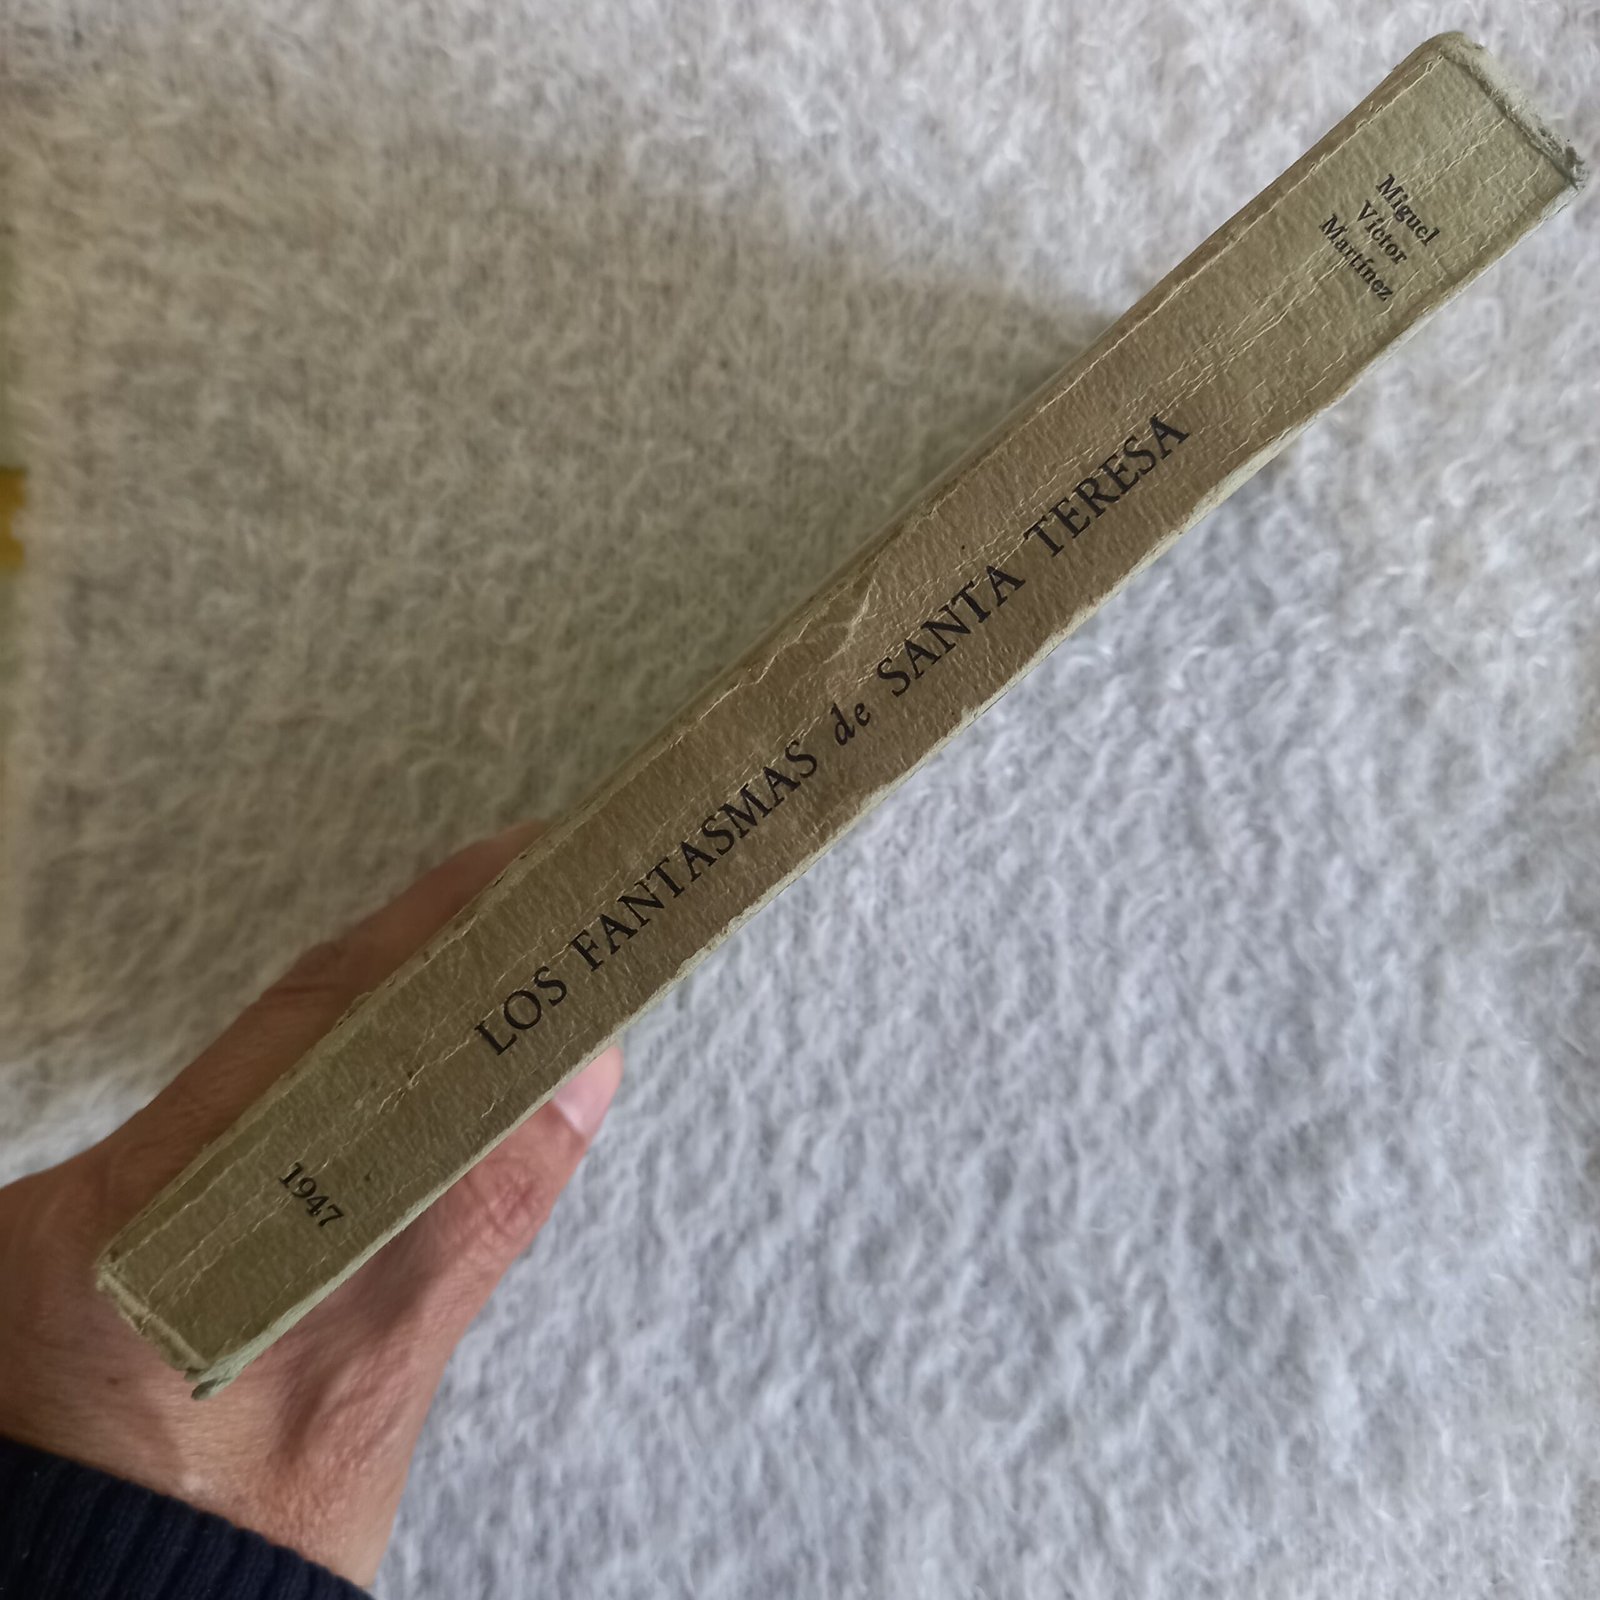 Miguel
Víctor
Martínez
LOS FANTASMAS de SANTA TERESA
1947